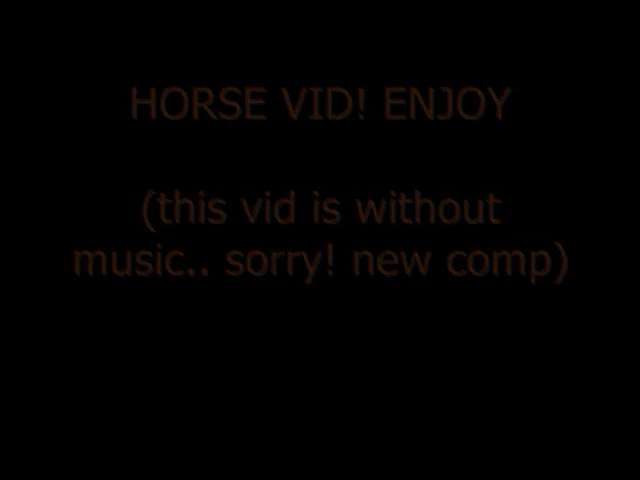 HORSE VID! ENJOY
(this vid is without
music.. sorry! new comp)